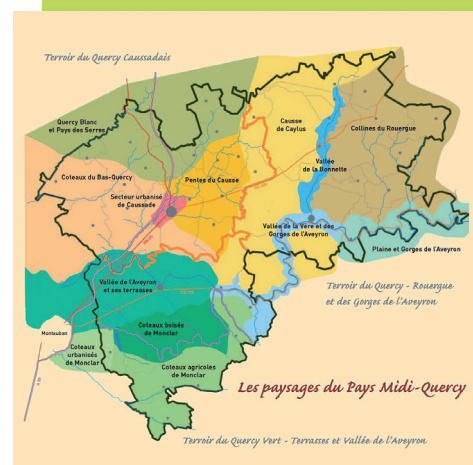 Terroir du Quercy Caussadais
Quercy Blanc
et Pays des Serres
Causse
de Caylus
Collines du Rouergue
Coteaux du Bas-Quercy
Pentes du Causse
Vallée
de la Bonnette
Secteur urbanisé
de Caussade
Vallée de la Vère et des
Gorges de l'Aveyron
Plaine et Gorges de l'Aveyron
Vallée de l'Aveyron
et ses terrasses
Terroir du Quercy - Rouergue
et des Gorges de l'Aveyron
Montauban
Coteaux boisés
de Monclar
Coteaux
urbanisés
de Monclar
Coteaux agricoles
de Monclar
Les paysages du Pays Midi-Quercy
Terroir du Quercy Vert - Terrasses et Vallée de l'Aveyron